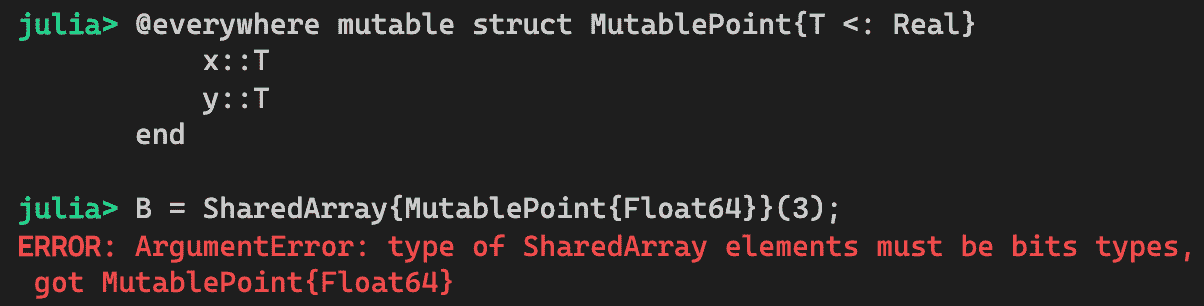 julia> @everywhere mutable struct MutablePoint{T <: Real}
x::T
y::T
end
julia> B = SharedArray{MutablePoint{Float64}}(3);
ERROR: ArgumentError: type of SharedArray elements must be bits types,
got MutablePoint{Float64}